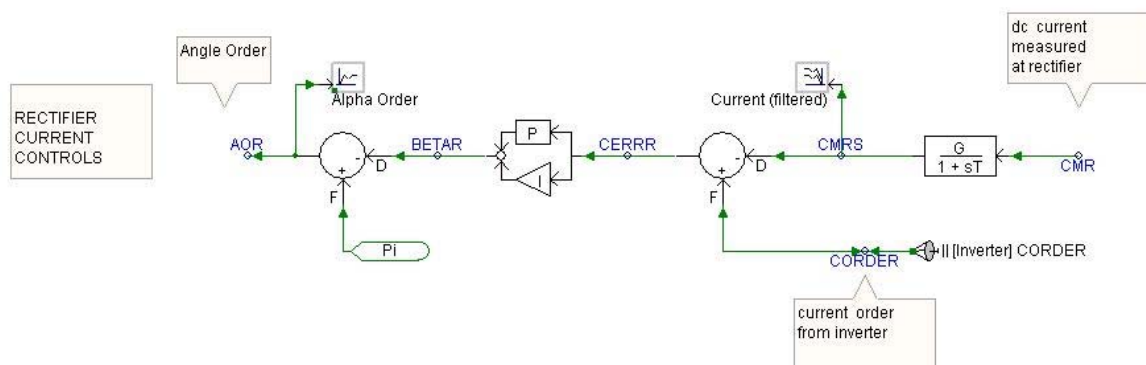 dc current
measured
at rectifier
Angle Order
RECTIFIER
CURRENT
CONTROLS
Alpha Order
Current (filtered)
AOR
-
+
D
F
BETAR
P
I
CERRR
-
+
D
F
CMRS
G
1 + sT
CMR
Pi
CORDER
|| [Inverter] CORDER
current order
from inverter